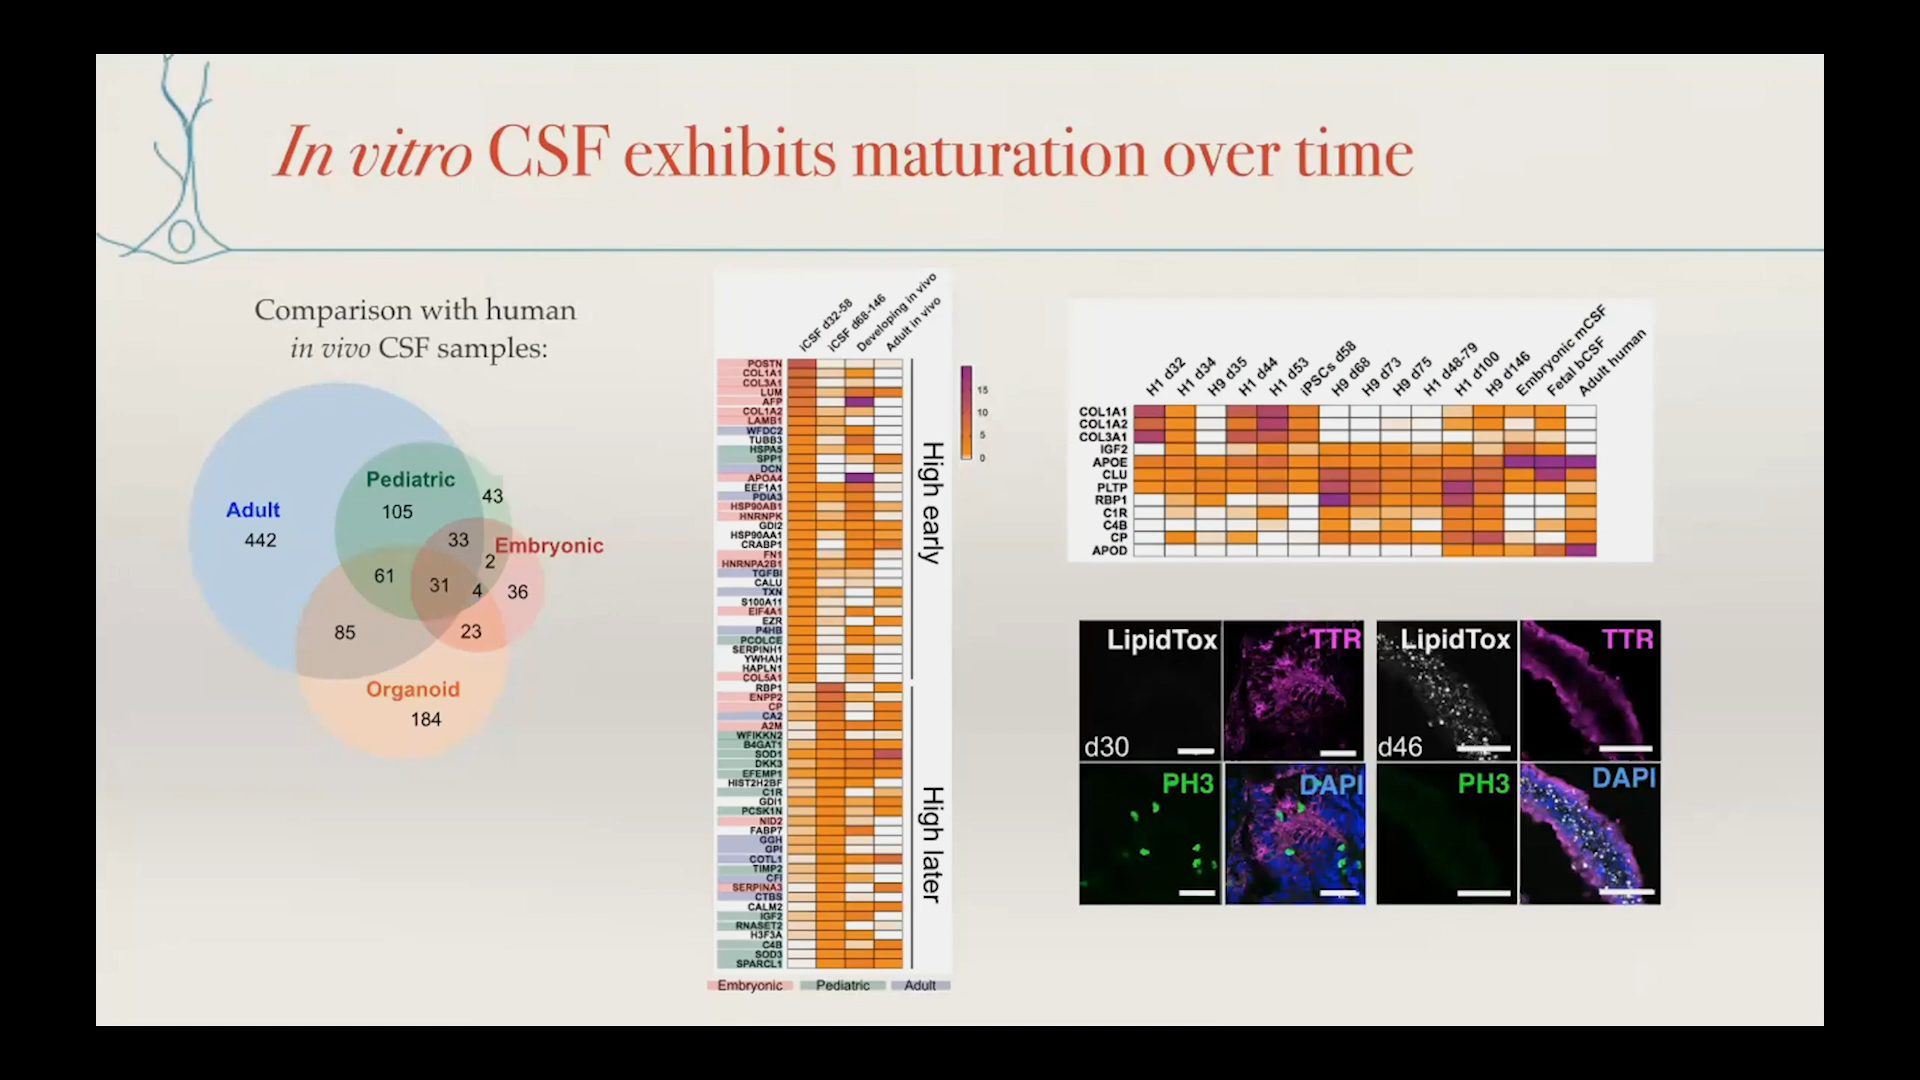 In vitro CSF exhibits maturation over time
Comparison with human
in vivo CSF samples:
Adult
442
Pediatric
105
43
33
Embryonic
2
61
31
4
36
85
23
Organoid
184
iCSF d32-58
iCSF d68-146
Developing in vivo
Adult in vivo
POSTN
COL1A1
COL3A1
LUM
AFP
COL1A2
LAMB1
WFDC2
TUBB3
HSPA5
SPP1
DCN
APOA4
EEF1A1
PDIA3
HSP90AB1
HNRNPK
GDI2
HSP90AA1
CRABP1
FN1
HNRNPA2B1
TGFBI
CALU
TXN
S100A11
EIF4A1
EZR
P4HB
PCOLCE
SERPINH1
YWHAH
HAPLN1
COL5A1
RBP1
ENPP2
CP
CA2
A2M
WFIKKN2
B4GAT1
SOD1
DKK3
EFEMP1
HIST2H2BF
C1R
GDI1
PCSK1N
NID2
FABP7
GGH
GPI
COTL1
TIMP2
CFI
SERPINA3
CTBS
CALM2
IGF2
RNASET2
H3F3A
C4B
SOD3
SPARCL1
High early
High later
15
10
5
0
Embryonic Pediatric Adult
H1 d32
H1 d34
H9 d35
H1 d44
H1 d53
iPSCs d58
H9 d68
H9 d73
H9 d75
H1 d48-79
H1 d100
H9 d146
Embryonic mCSF
Fetal bCSF
Adult human
COL1A1
COL1A2
COL3A1
IGF2
APOE
CLU
PLTP
RBP1
C1R
C4B
CP
APOD
LipidTox TTR LipidTox TTR
d30 d46
PH3 DAPI PH3 DAPI